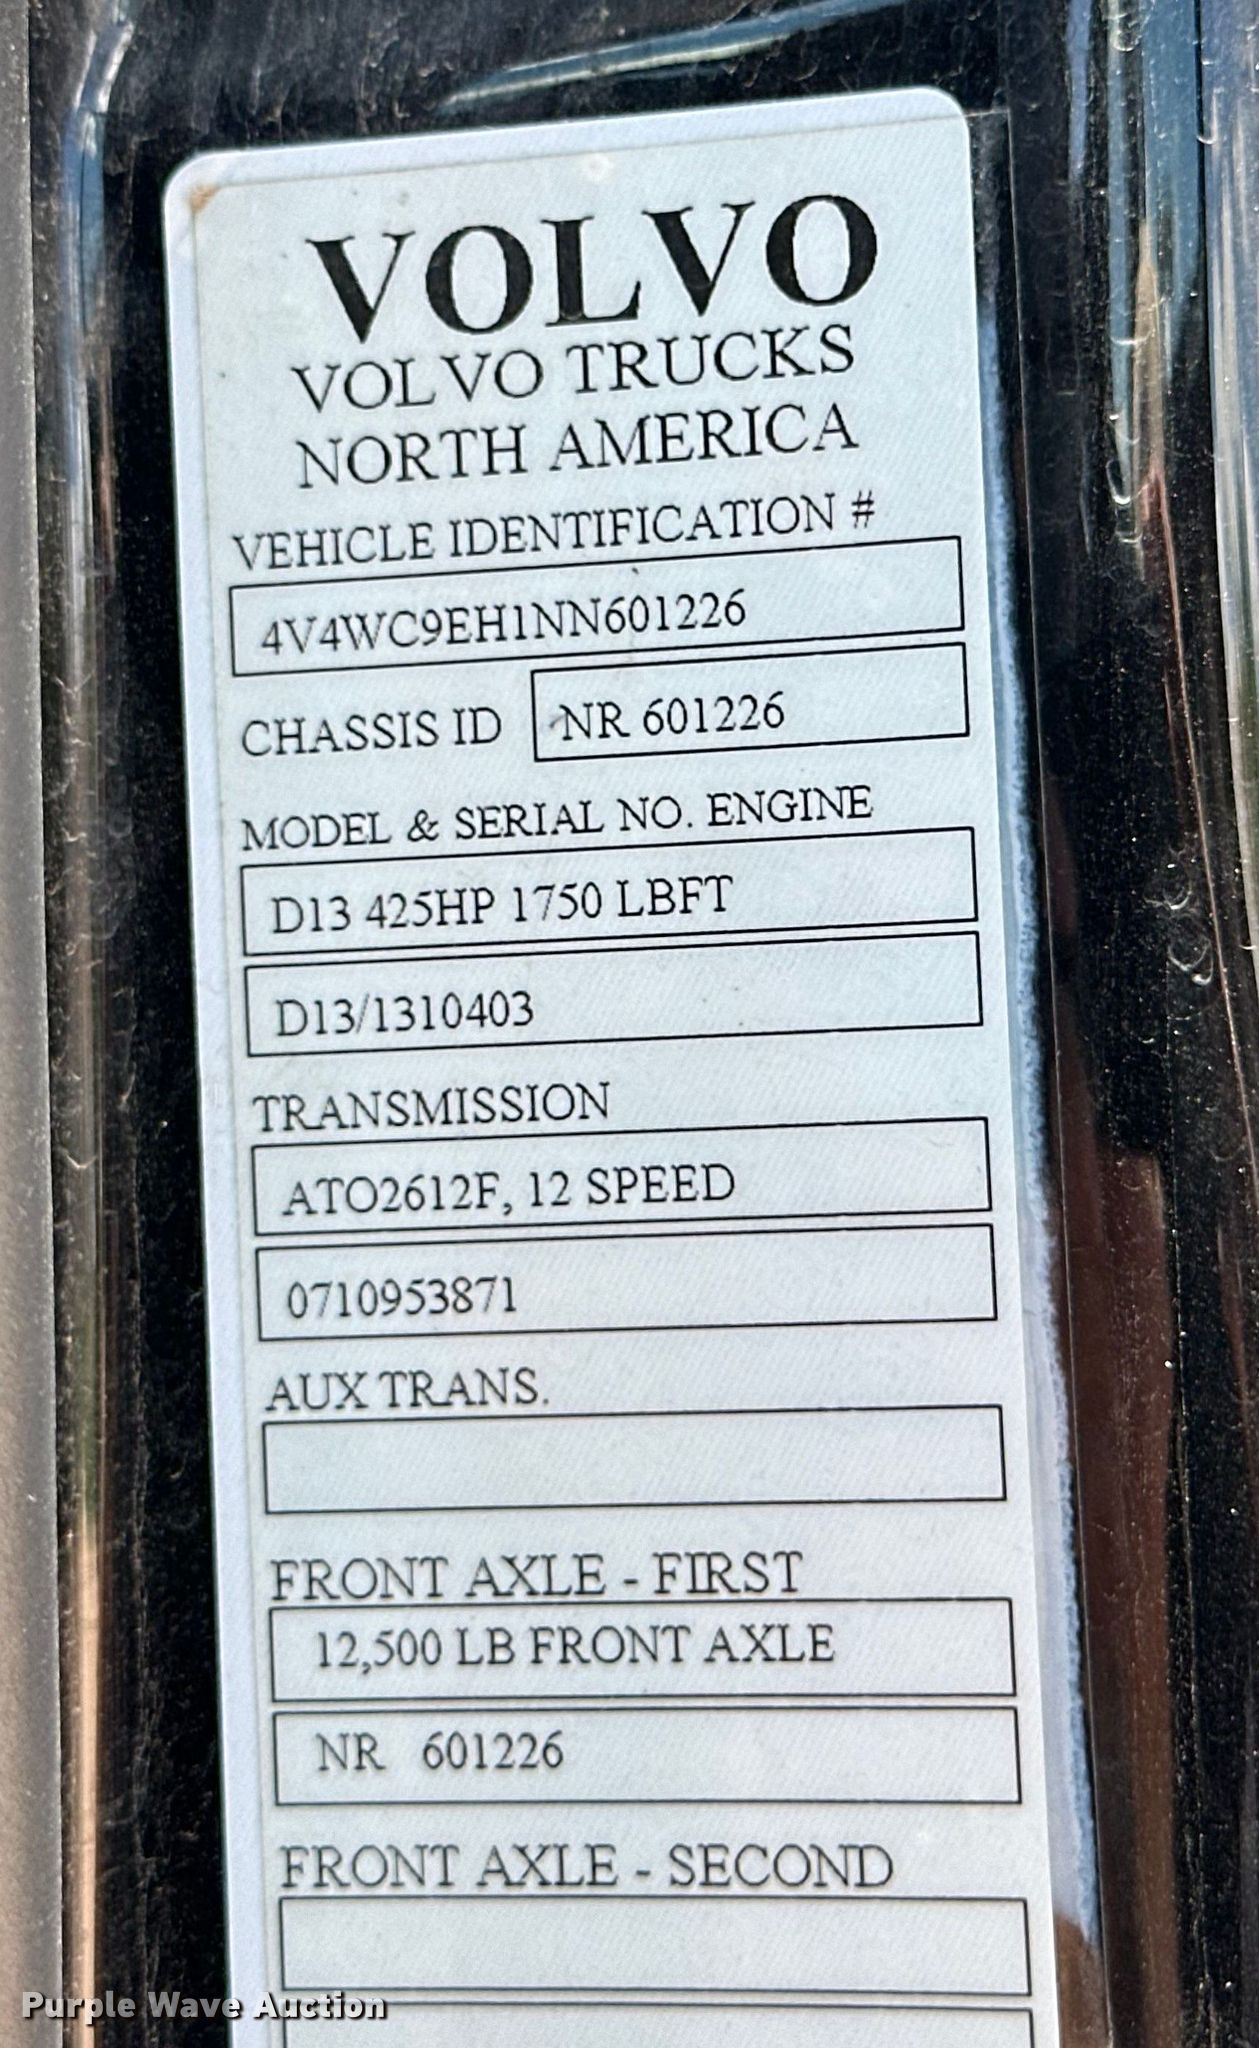 VOLVO
VOLVO TRUCKS
NORTH AMERICA
VEHICLE IDENTIFICATION #
4V4WC9EH1NN601226
CHASSIS ID NR 601226
MODEL & SERIAL NO. ENGINE
D13 425HP 1750 LBFT
D13/1310403
TRANSMISSION
ATO2612F, 12 SPEED
0710953871
AUX TRANS.
FRONT AXLE - FIRST
12,500 LB FRONT AXLE
NR 601226
FRONT AXLE - SECOND
Purple Wave Auction